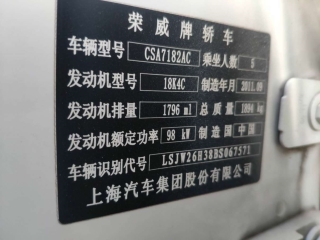 荣威牌轿车
车辆型号 CSA7182AC 乘坐人数 5
发动机型号 18K4C 制造年月 2011.09
发动机排量 1796 ml 总质量 1894 kg
发动机额定功率 98 kW 制造国 中国
车辆识别代号 LSJW26H38BS067571
上海汽车集团股份有限公司